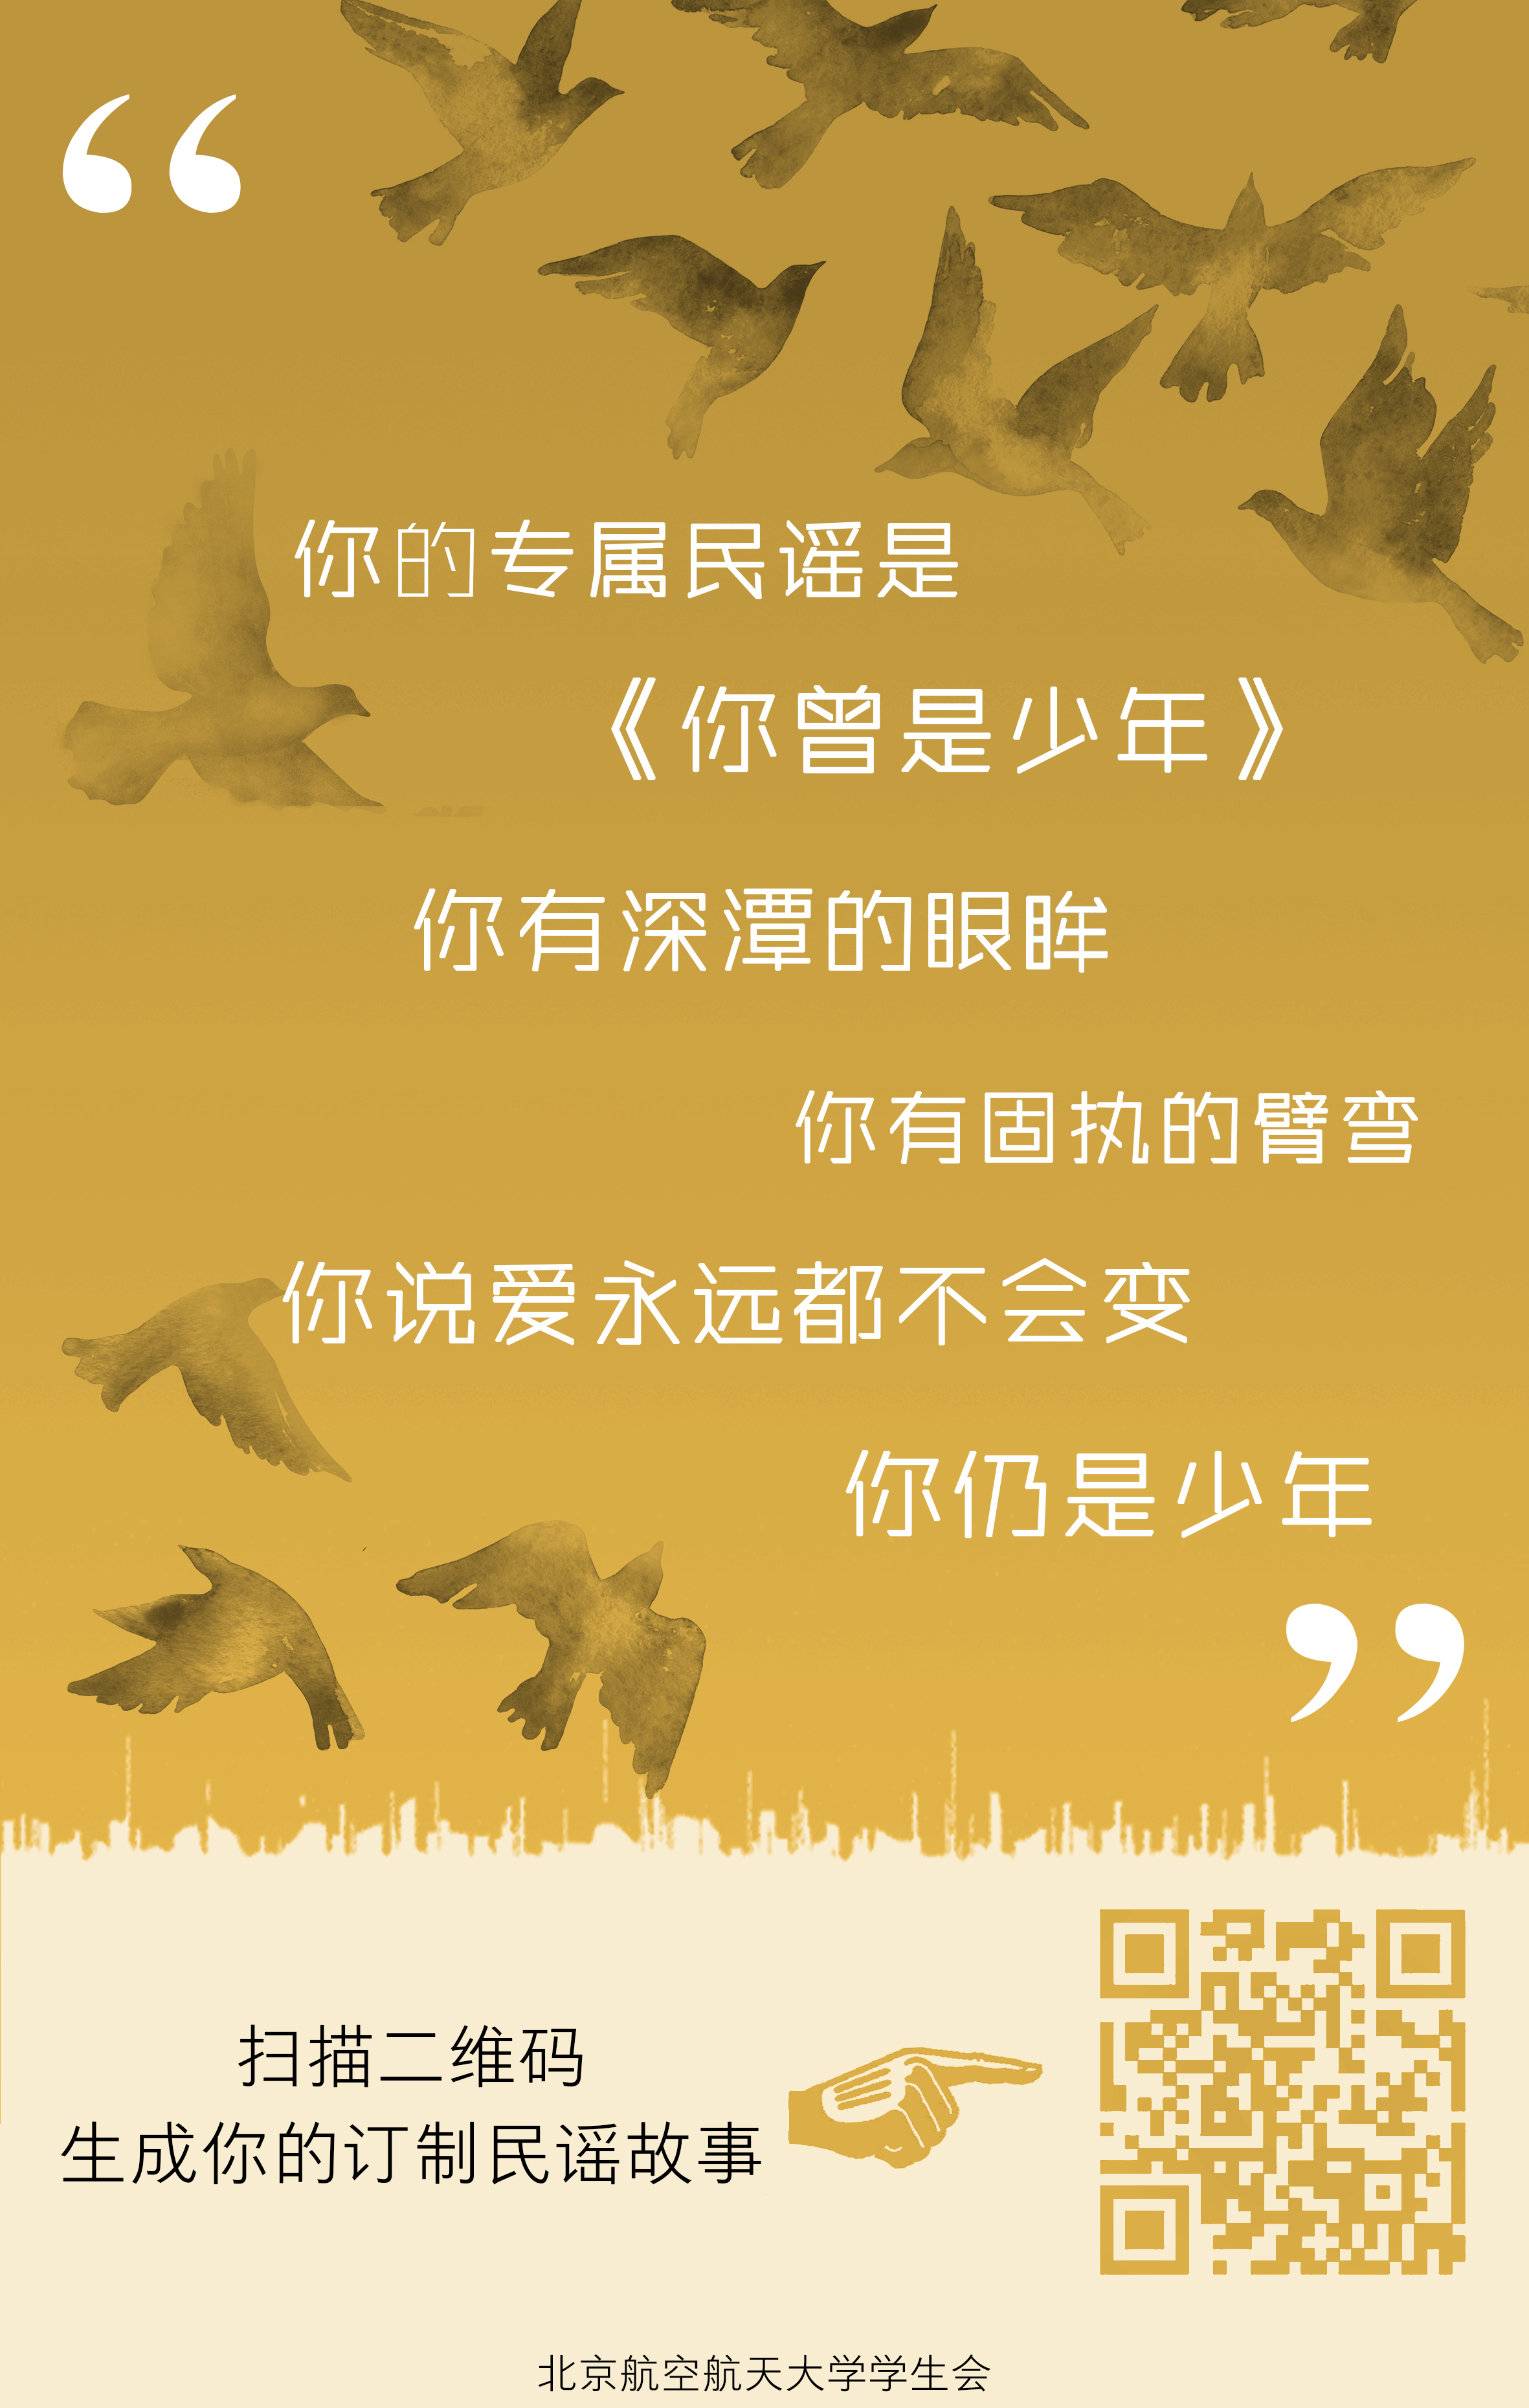 “
你的专属民谣是
《你曾是少年》
你有深潭的眼眸
你有固执的臂弯
你说爱永远都不会变
你仍是少年
”
扫描二维码
生成你的订制民谣故事
北京航空航天大学学生会